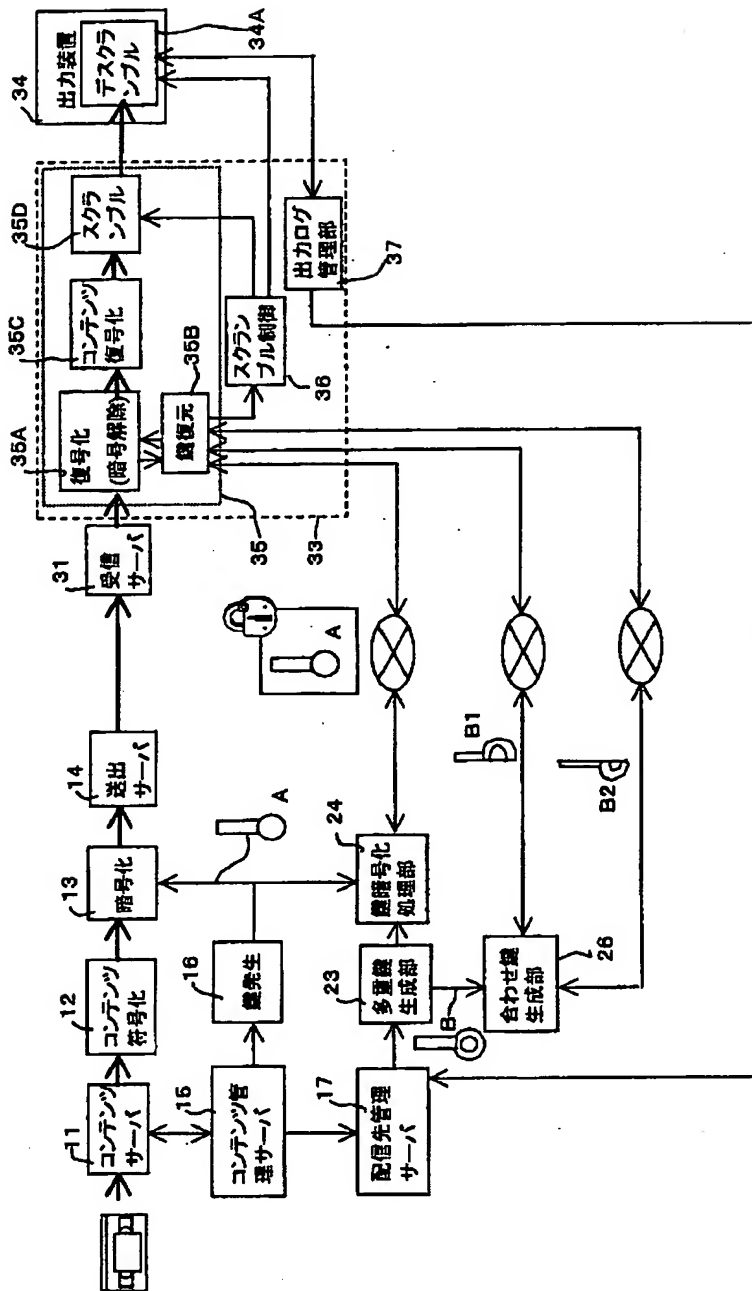 11
コンテンツ
サーバ
12
コンテンツ
符号化
13
暗号化
14
送出
サーバ
31
受信
サーバ
35A
復号化
(暗号解除)
35C
コンテンツ
復号化
35D
スクラ
ンブル
34
出力装置
デスクラ
ンブル
34A
15
コンテンツ管
理サーバ
16
鍵発生
A
35B
鍵復元
35
33
スクラン
ブル制御
36
出力ログ
管理部
37
17
配信先管理
サーバ
23
多重鍵
生成部
24
鍵暗号化
処理部
A
B
合わせ鍵
生成部
26
B1
B2